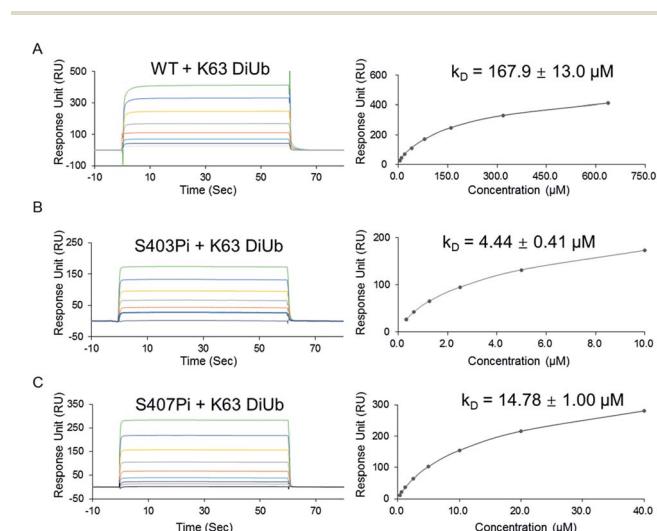 A
WT + K63 DiUb
Response Unit (RU)
500
300
100
-100
-10 10 30 50 70
Time (Sec)
k_D = 167.9 ± 13.0 µM
Response Unit (RU)
600
400
200
0
0.0 150.0 300.0 450.0 600.0 750.0
Concentration (µM)
B
S403Pi + K63 DiUb
Response Unit (RU)
250
150
50
-50
-10 10 30 50 70
Time (Sec)
k_D = 4.44 ± 0.41 µM
Response Unit (RU)
200
100
0
0.0 2.0 4.0 6.0 8.0 10.0
Concentration (µM)
C
S407Pi + K63 DiUb
Response Unit (RU)
350
250
150
50
-50
-10 10 30 50 70
Time (Sec)
k_D = 14.78 ± 1.00 µM
Response Unit (RU)
300
200
100
0
0.0 10.0 20.0 30.0 40.0
Concentration (µM)